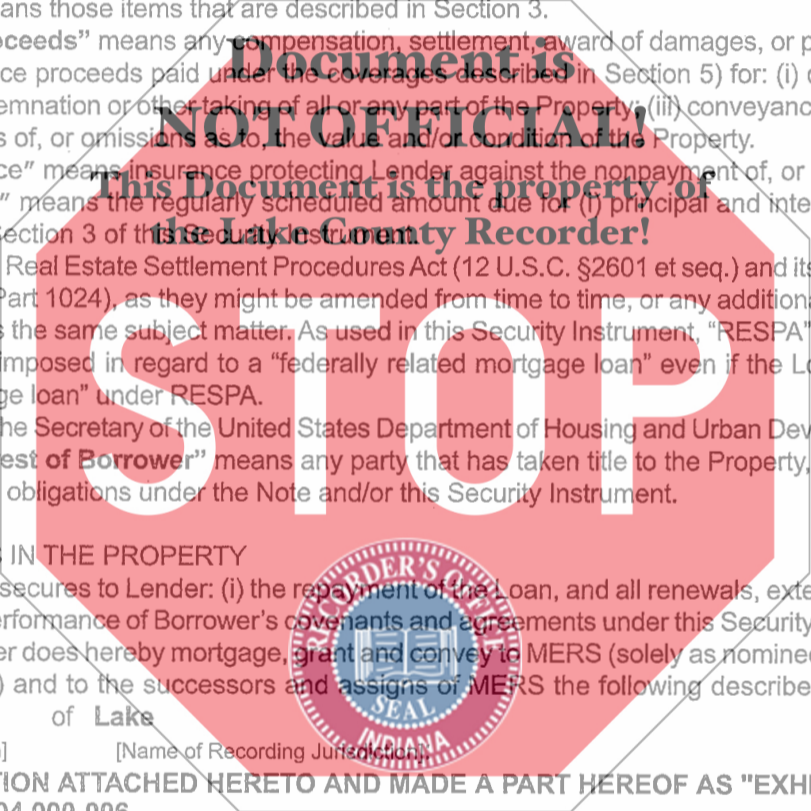 ans those items that are described in Section 3.
ceeds” means any compensation, settlement, award of damages, or p
ce proceeds paid under the coverages described in Section 5) for: (i) d
emnation or other taking of all or any part of the Property; (iii) conveyanc
s of, or omissions as to, the value and/or condition of the Property.
ce” means insurance protecting Lender against the nonpayment of, or
” means the regularly scheduled amount due for (i) principal and inte
ection 3 of this Security Instrument.
Real Estate Settlement Procedures Act (12 U.S.C. §2601 et seq.) and its
Part 1024), as they might be amended from time to time, or any addition
s the same subject matter. As used in this Security Instrument, “RESPA”
imposed in regard to a “federally related mortgage loan” even if the Lo
ge loan” under RESPA.
he Secretary of the United States Department of Housing and Urban Dev
est of Borrower” means any party that has taken title to the Property,
obligations under the Note and/or this Security Instrument.
S IN THE PROPERTY
secures to Lender: (i) the repayment of the Loan, and all renewals, exte
erformance of Borrower’s covenants and agreements under this Security
er does hereby mortgage, grant and convey to MERS (solely as nominee
) and to the successors and assigns of MERS the following describe
of Lake
] [Name of Recording Jurisdiction]:
TION ATTACHED HERETO AND MADE A PART HEREOF AS "EXHI
04-000-006
Document is
NOT OFFICIAL!
This Document is the property of
the Lake County Recorder!
STOP
RECORDER'S OFFICE
SEAL
INDIANA